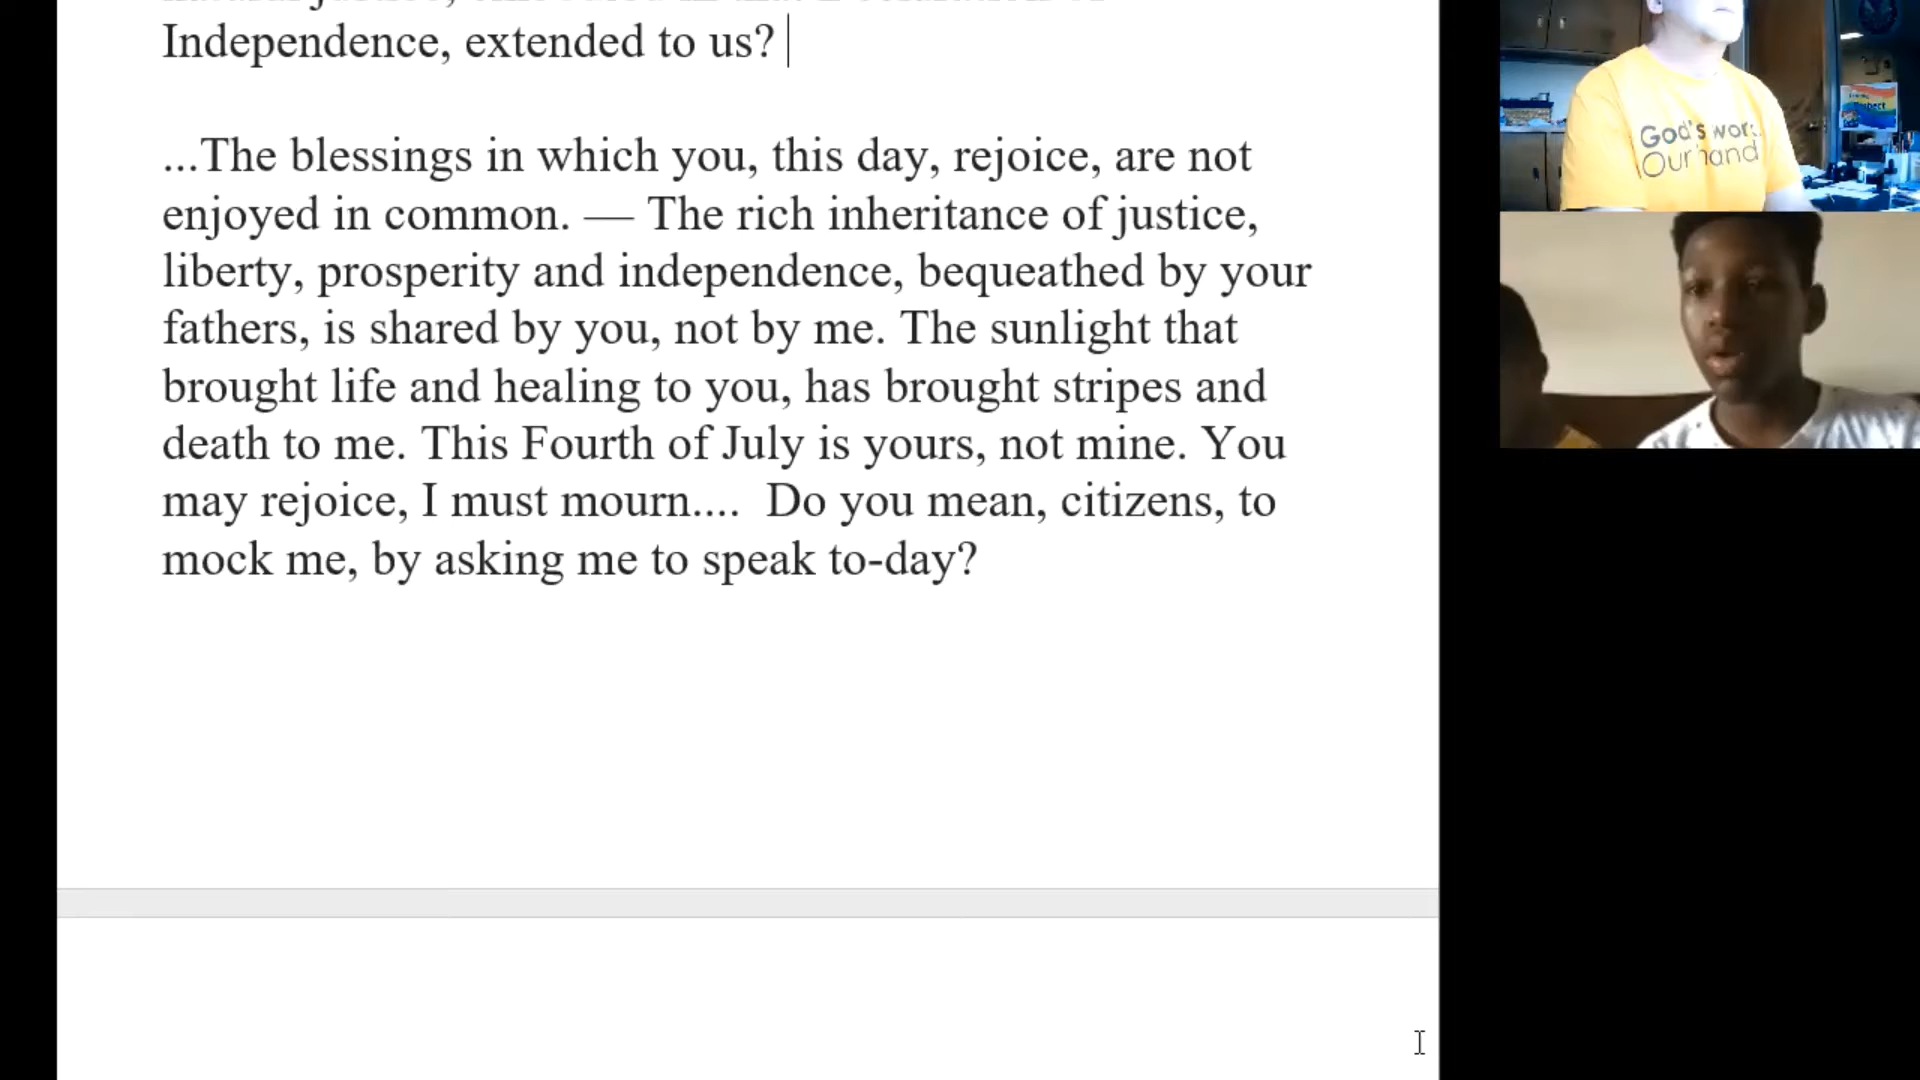 Independence, extended to us?
...The blessings in which you, this day, rejoice, are not
enjoyed in common. — The rich inheritance of justice,
liberty, prosperity and independence, bequeathed by your
fathers, is shared by you, not by me. The sunlight that
brought life and healing to you, has brought stripes and
death to me. This Fourth of July is yours, not mine. You
may rejoice, I must mourn.... Do you mean, citizens, to
mock me, by asking me to speak to-day?
God's
Our